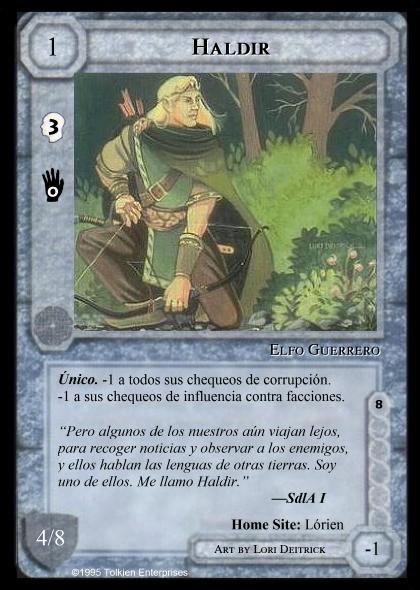 1
HALDIR
3
0
LORI DEITRICK
ELFO GUERRERO
Único. -1 a todos sus chequeos de corrupción.
-1 a sus chequeos de influencia contra facciones.
8
“Pero algunos de los nuestros aún viajan lejos,
para recoger noticias y observar a los enemigos,
y ellos hablan las lenguas de otras tierras. Soy
uno de ellos. Me llamo Haldir.”
—SdlA I
Home Site: Lórien
4/8
ART BY LORI DEITRICK
-1
©1995 Tolkien Enterprises